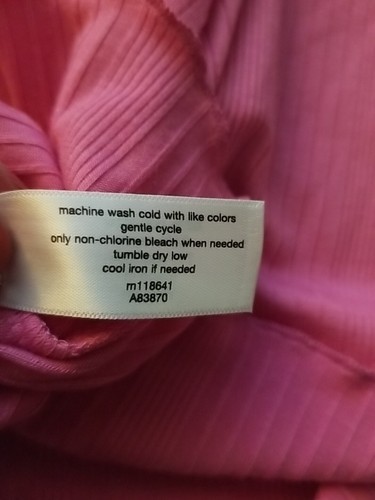 machine wash cold with like colors
gentle cycle
only non-chlorine bleach when needed
tumble dry low
cool iron if needed
rn118641
A83870